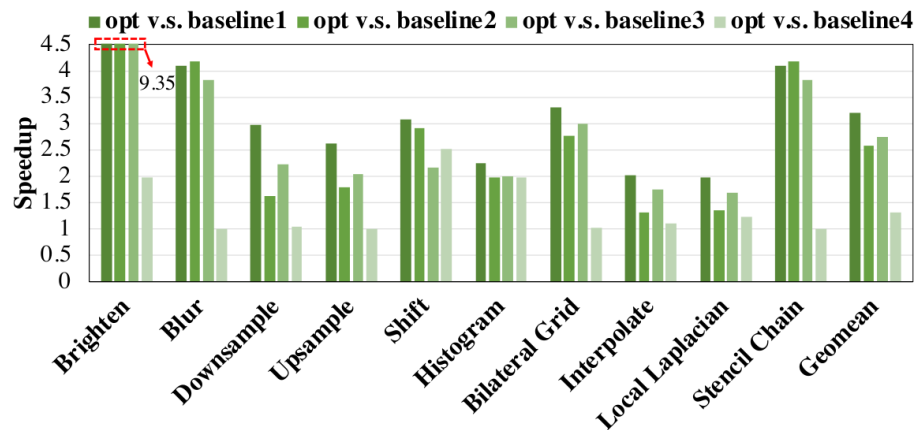 opt v.s. baseline1 opt v.s. baseline2 opt v.s. baseline3 opt v.s. baseline4
4.5
4
3.5
3
2.5
2
1.5
1
0.5
0
Speedup
9.35
Brighten
Blur
Downsample
Upsample
Shift
Histogram
Bilateral Grid
Interpolate
Local Laplacian
Stencil Chain
Geomean